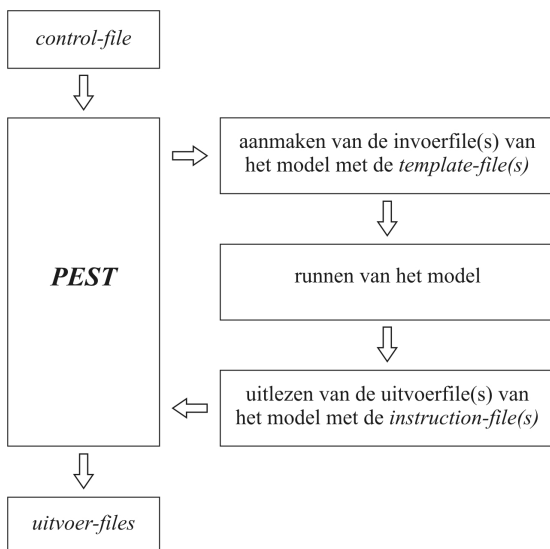 control-file
aanmaken van de invoerfile(s) van
het model met de template-file(s)
PEST
runnen van het model
uitlezen van de uitvoerfile(s) van
het model met de instruction-file(s)
uitvoer-files